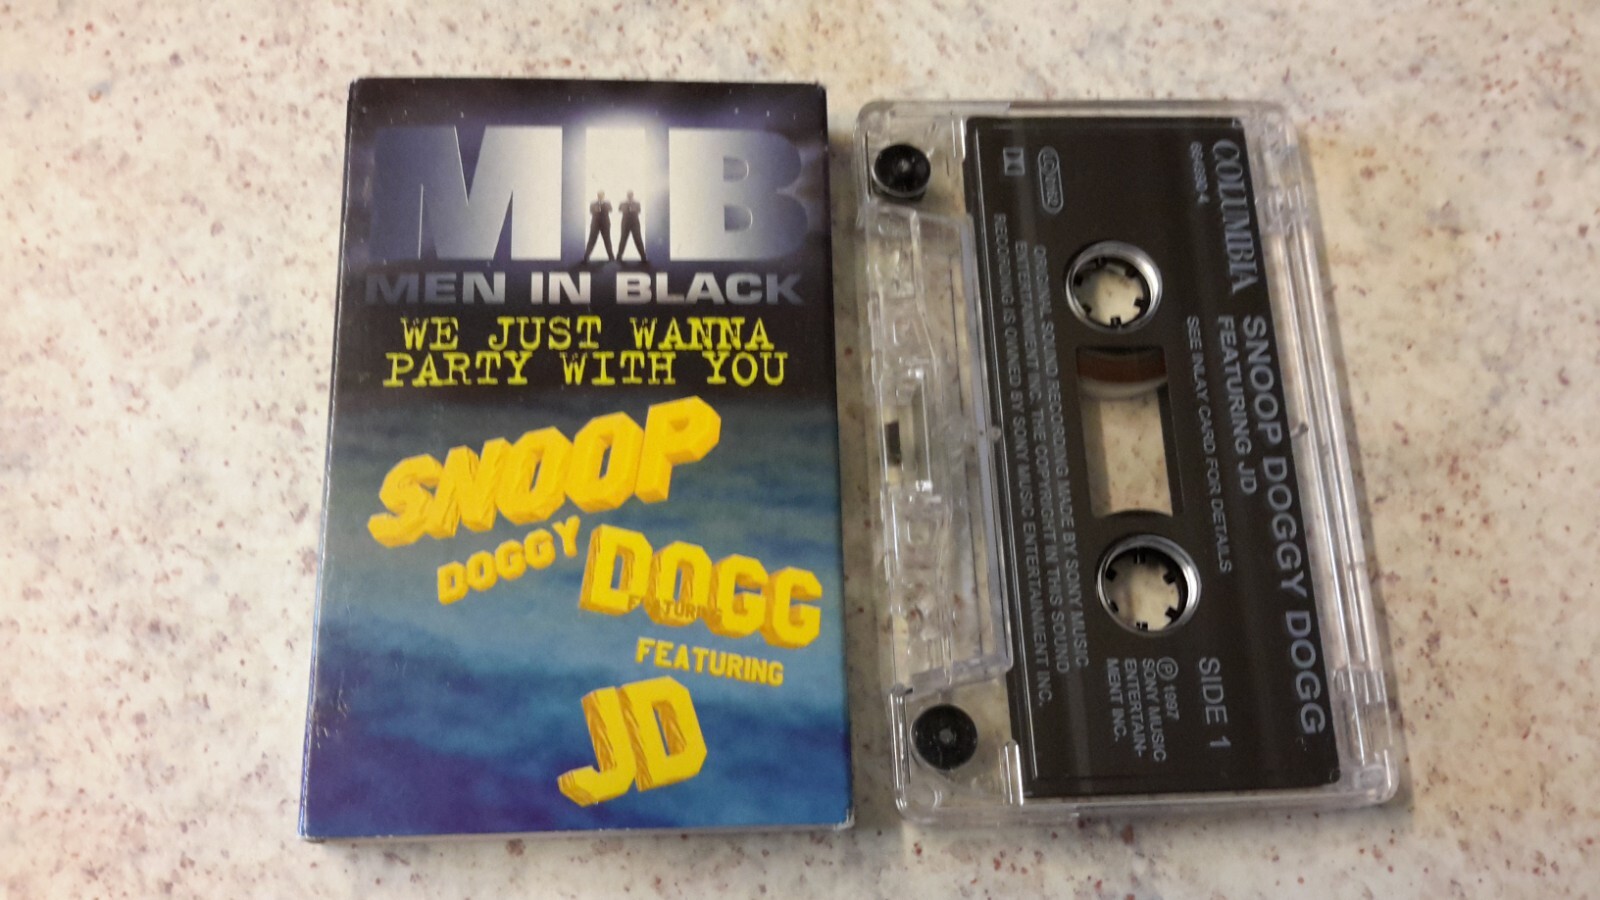 MIB
MEN IN BLACK
WE JUST WANNA
PARTY WITH YOU
SNOOP
DOGGY DOGG
FEATURING
FEATURING
JD
COLUMBIA
SNOOP DOGGY DOGG
FEATURING JD
SEE INLAY CARD FOR DETAILS
SIDE 1
℗ 1997
SONY MUSIC
ENTERTAIN-
MENT INC.
ORIGINAL SOUND RECORDING MADE BY SONY MUSIC
ENTERTAINMENT INC. THE COPYRIGHT IN THIS SOUND
RECORDING IS OWNED BY SONY MUSIC ENTERTAINMENT INC.